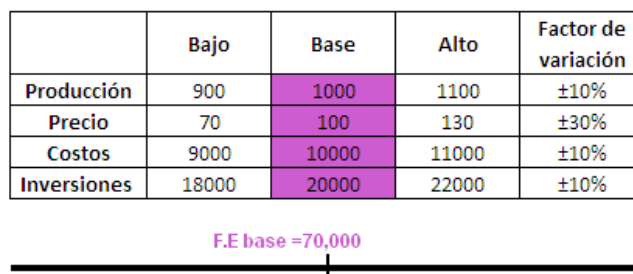 Bajo Base Alto Factor de variación
Producción 900 1000 1100 ±10%
Precio 70 100 130 ±30%
Costos 9000 10000 11000 ±10%
Inversiones 18000 20000 22000 ±10%
F.E base =70,000